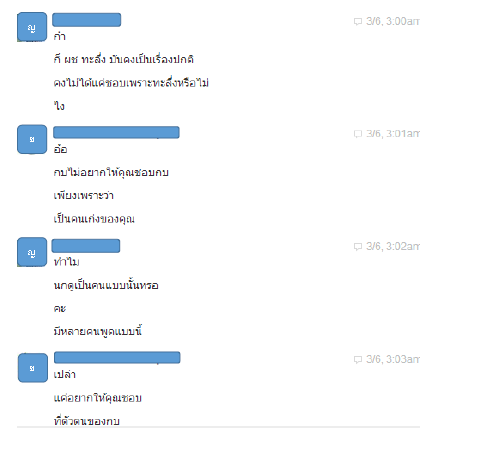 ญ
3/6, 3:00am
ก๋า
ก็ ผช ทะลึ่ง มันคงเป็นเรื่องปกติ
คงไม่ได้แค่ชอบเพราะทะลึ่งหรือไม่
ไง
ช
3/6, 3:01am
อ๋อ
กบไม่อยากให้คุณชอบกบ
เพียงเพราะว่า
เป็นคนเก่งของคุณ
ญ
3/6, 3:02am
ทำไม
นกดูเป็นคนแบบนั้นหรอ
คะ
มีหลายคนพูดแบบนี้
ช
3/6, 3:03am
เปล่า
แค่อยากให้คุณชอบ
ที่ตัวตนของกบ